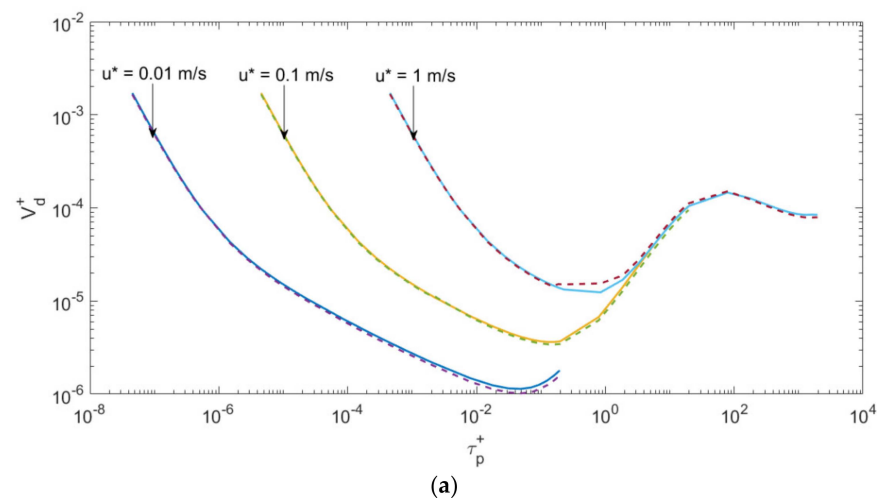 10^-2
u* = 0.01 m/s u* = 0.1 m/s u* = 1 m/s
10^-3
V_d^+
10^-4
10^-5
10^-6
10^-8 10^-6 10^-4 10^-2 10^0 10^2 10^4
τ_p^+
(a)